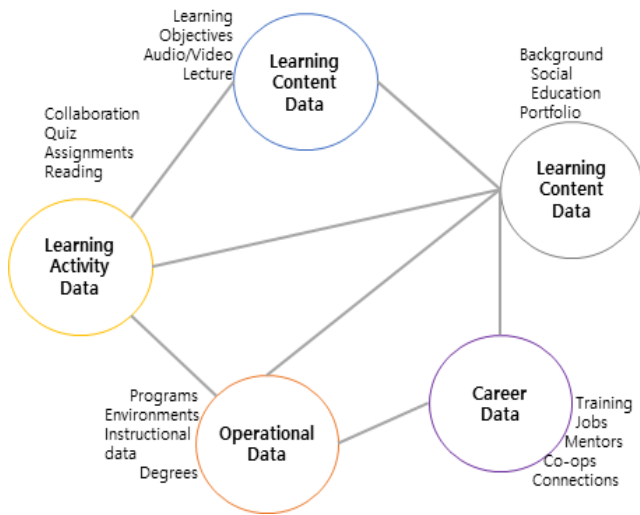 Learning
Objectives
Audio/Video
Lecture
Learning
Content
Data
Background
Social
Education
Portfolio
Learning
Content
Data
Collaboration
Quiz
Assignments
Reading
Learning
Activity
Data
Programs
Environments
Instructional
data
Degrees
Operational
Data
Career
Data
Training
Jobs
Mentors
Co-ops
Connections